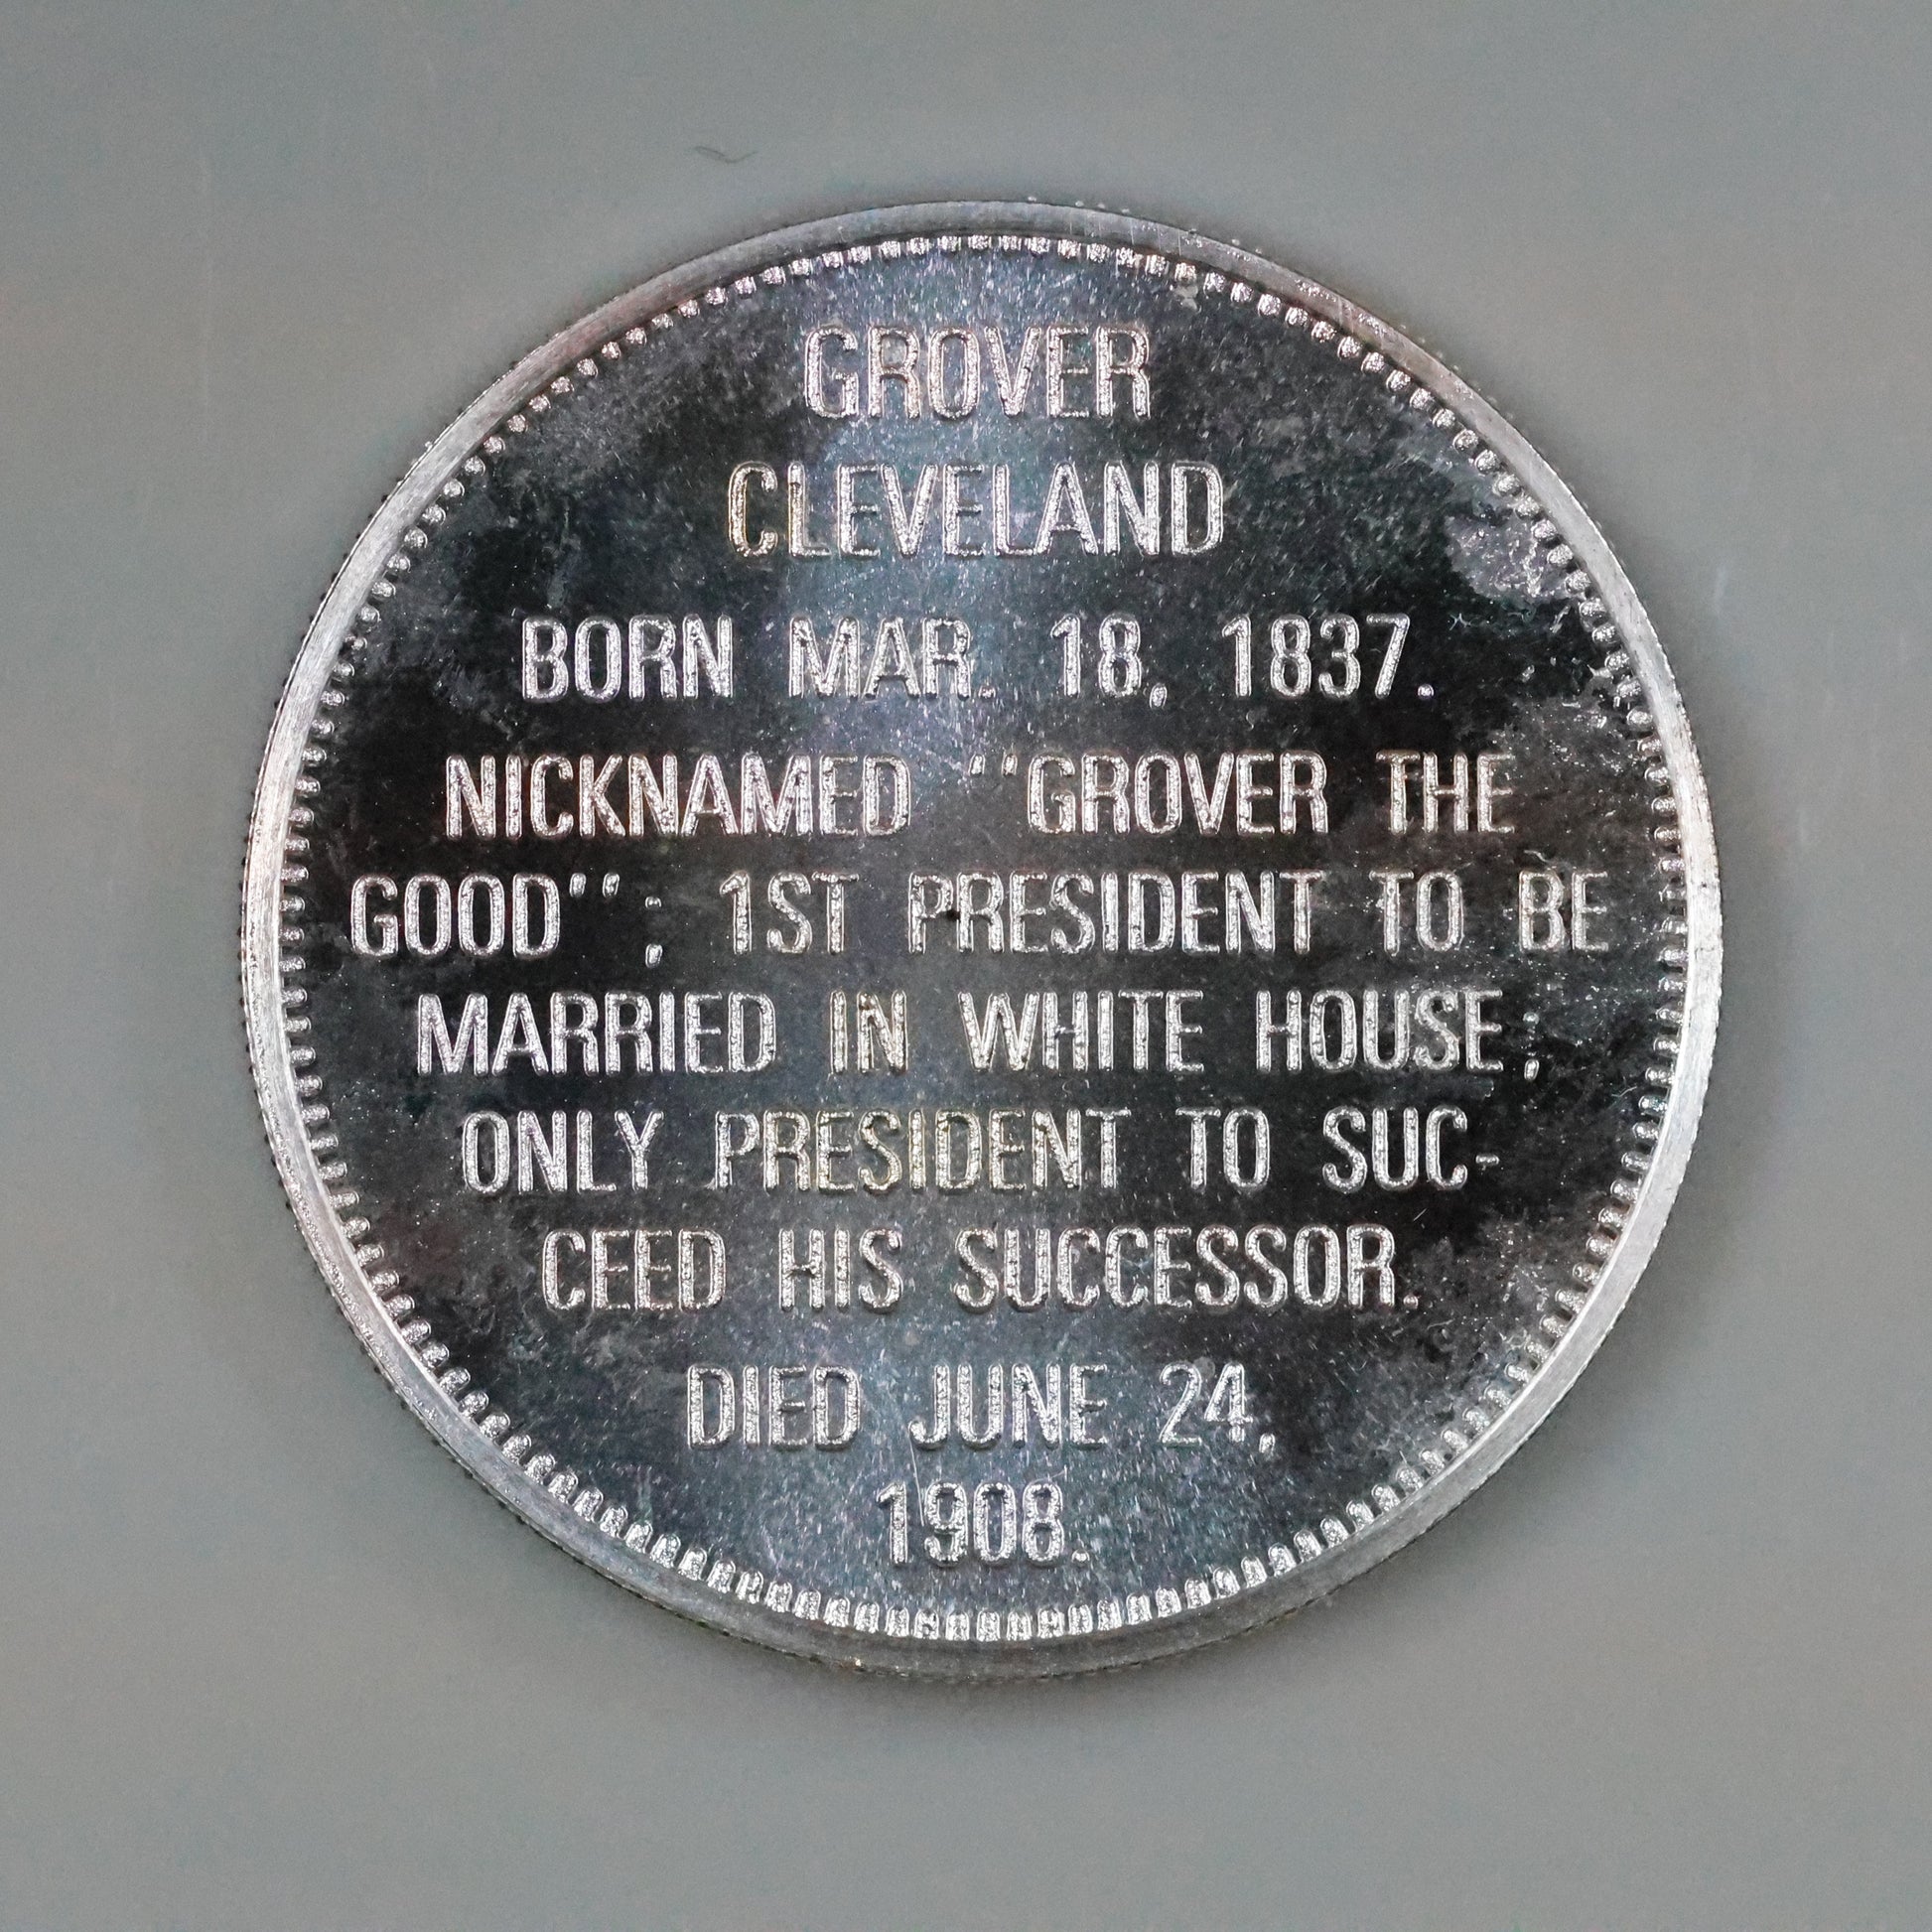 GROVER
CLEVELAND
BORN MAR. 18, 1837.
NICKNAMED "GROVER THE
GOOD"; 1ST PRESIDENT TO BE
MARRIED IN WHITE HOUSE;
ONLY PRESIDENT TO SUC-
CEED HIS SUCCESSOR.
DIED JUNE 24,
1908.